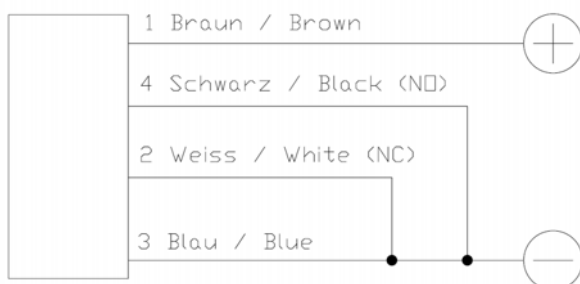 1 Braun / Brown
+
4 Schwarz / Black (NO)
2 Weiss / White (NC)
3 Blau / Blue
−